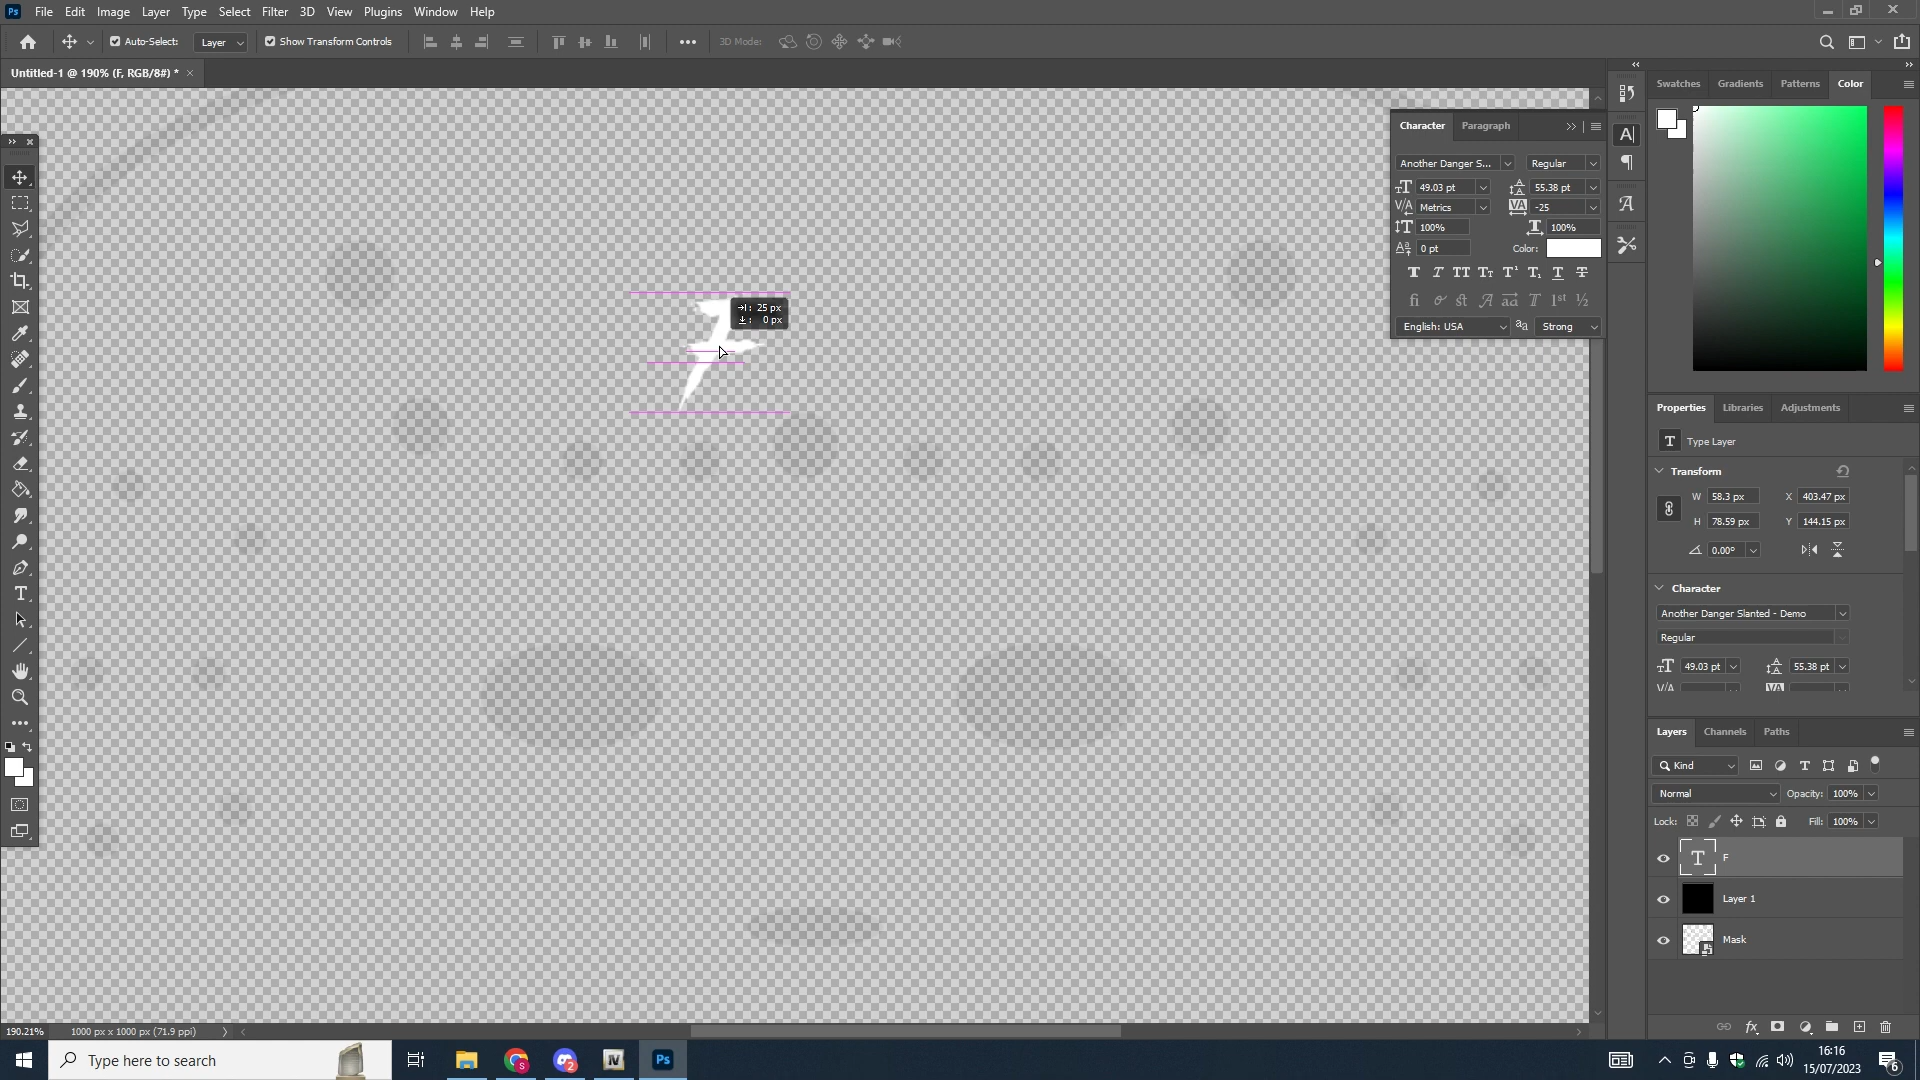 Ps File Edit Image Layer Type Select Filter 3D View Plugins Window Help
Auto-Select: Layer Show Transform Controls 3D Mode:
Untitled-1 @ 190% (F, RGB/8#) *
Swatches Gradients Patterns Color
Character Paragraph
Another Danger S... Regular
49.03 pt 55.38 pt
Metrics -25
100% 100%
0 pt Color:
English: USA Strong
F
25 px
0 px
Properties Libraries Adjustments
Type Layer
Transform
W 58.3 px X 403.47 px
H 78.59 px Y 144.15 px
0.00°
Character
Another Danger Slanted - Demo
Regular
49.03 pt 55.38 pt
Layers Channels Paths
Kind
Normal Opacity: 100%
Lock: Fill: 100%
F
Layer 1
Mask
190.21% 1000 px x 1000 px (71.9 ppi)
Type here to search
16:16
15/07/2023
6